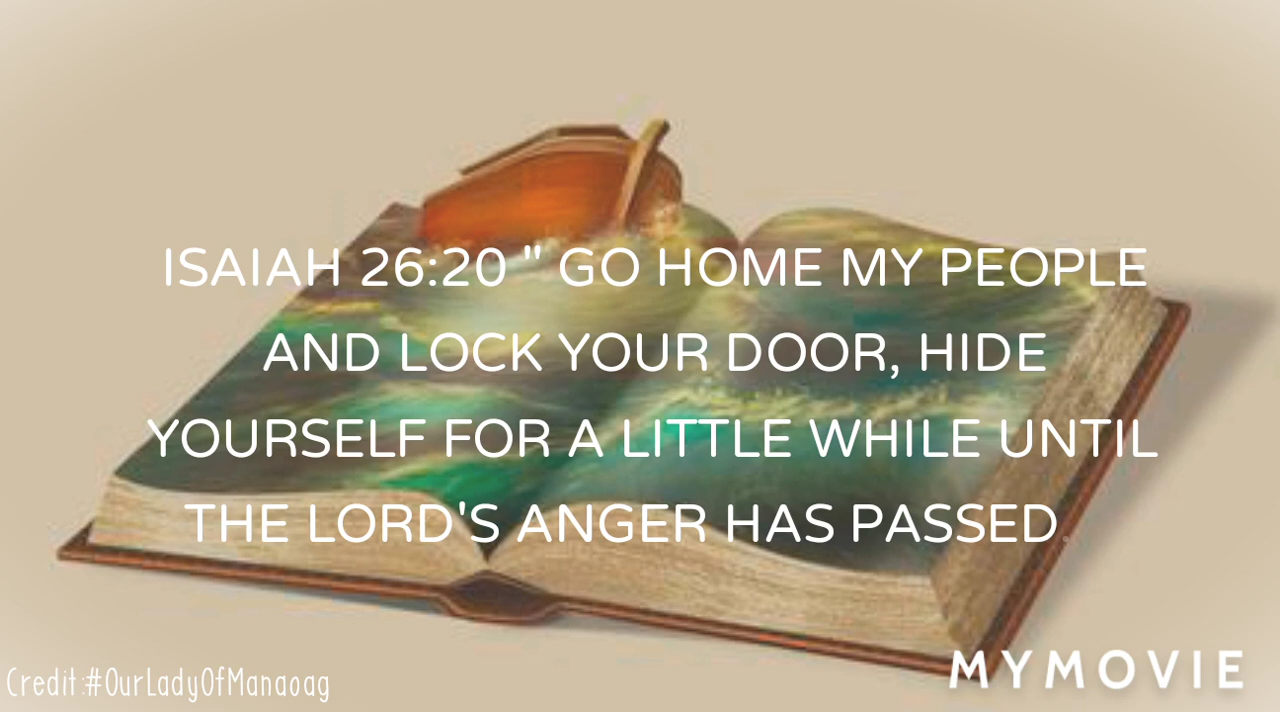 ISAIAH 26:20 " GO HOME MY PEOPLE
AND LOCK YOUR DOOR, HIDE
YOURSELF FOR A LITTLE WHILE UNTIL
THE LORD'S ANGER HAS PASSED.
Credit:#OurLadyOfManaoag
MYMOVIE